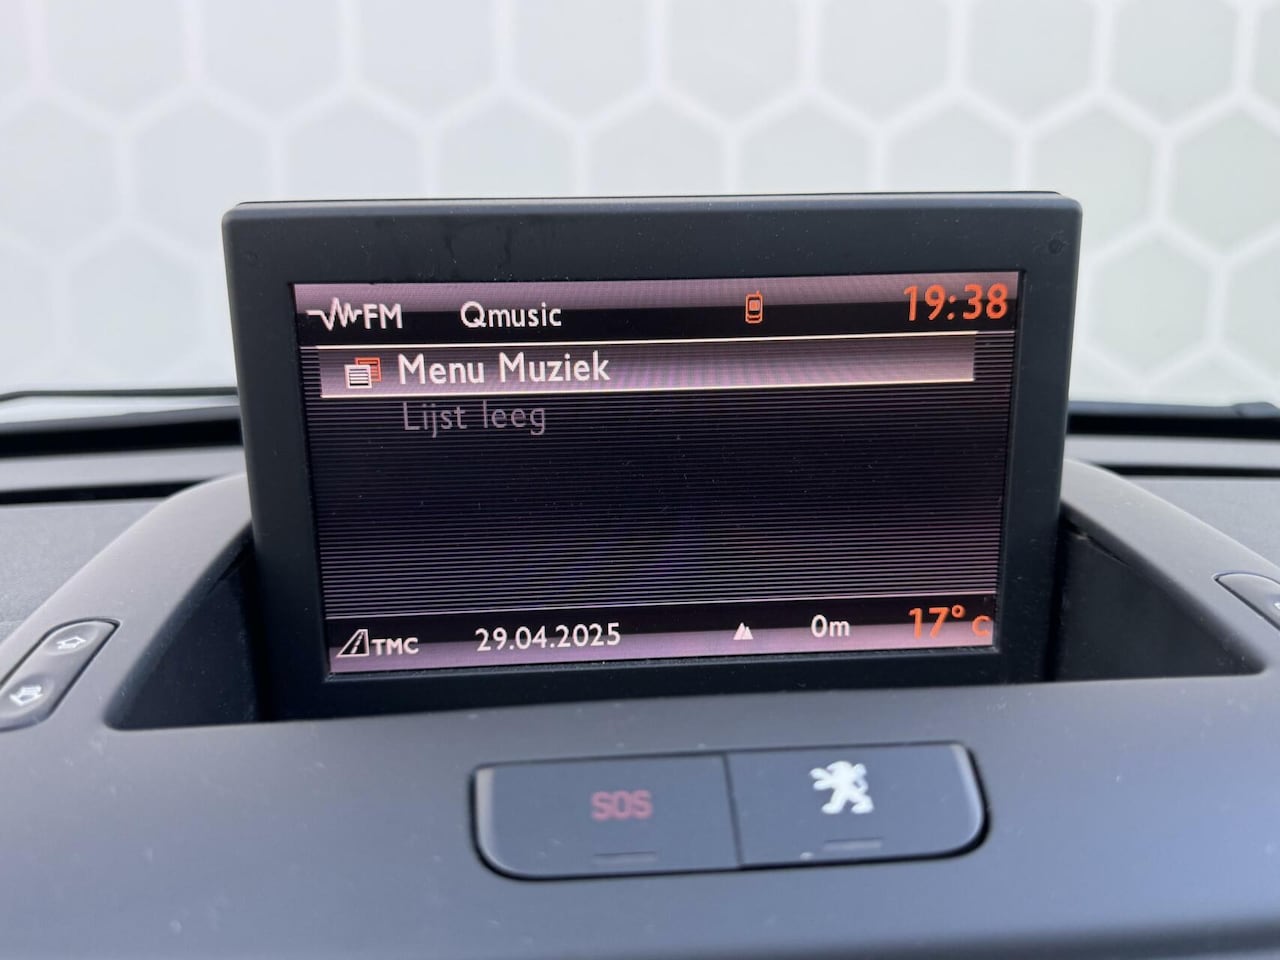 FM Qmusic 19:38
Menu Muziek
Lijst leeg
TMC 29.04.2025 0m 17°C
SOS